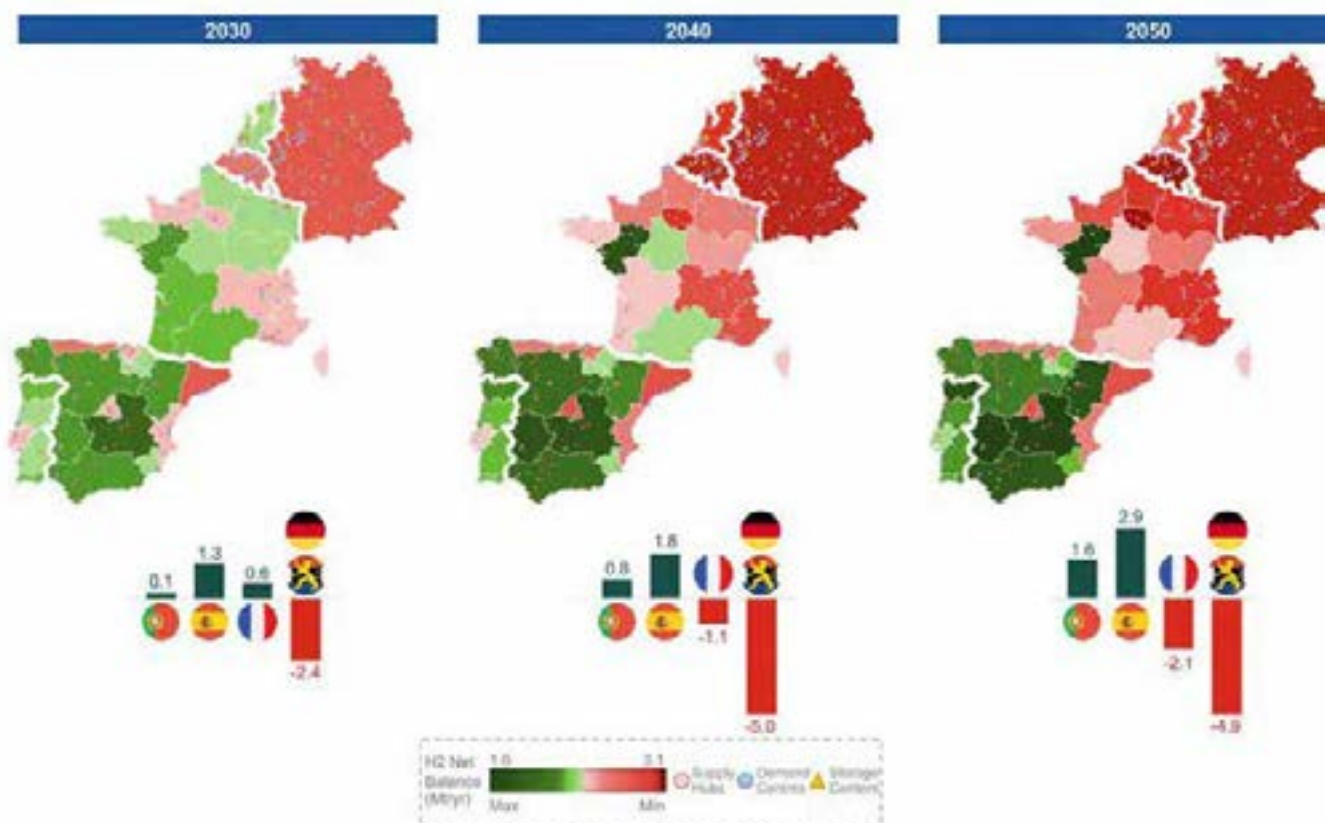 2030
2040
2050
0.1
1.3
0.6
-2.4
0.8
1.8
-1.1
-5.0
1.6
2.9
-2.1
-4.9
H2 Net
Balance
(Mt/yr)
Max
Min
3.1
Supply
Hubs
Demand
Centres
Storage